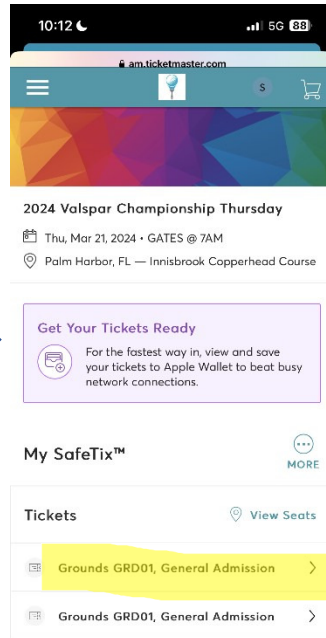 10:12 5G 88
am.ticketmaster.com
S
2024 Valspar Championship Thursday
Thu, Mar 21, 2024 • GATES @ 7AM
Palm Harbor, FL — Innisbrook Copperhead Course
Get Your Tickets Ready
For the fastest way in, view and save
your tickets to Apple Wallet to beat busy
network connections.
My SafeTix™
MORE
Tickets View Seats
Grounds GRD01, General Admission
Grounds GRD01, General Admission